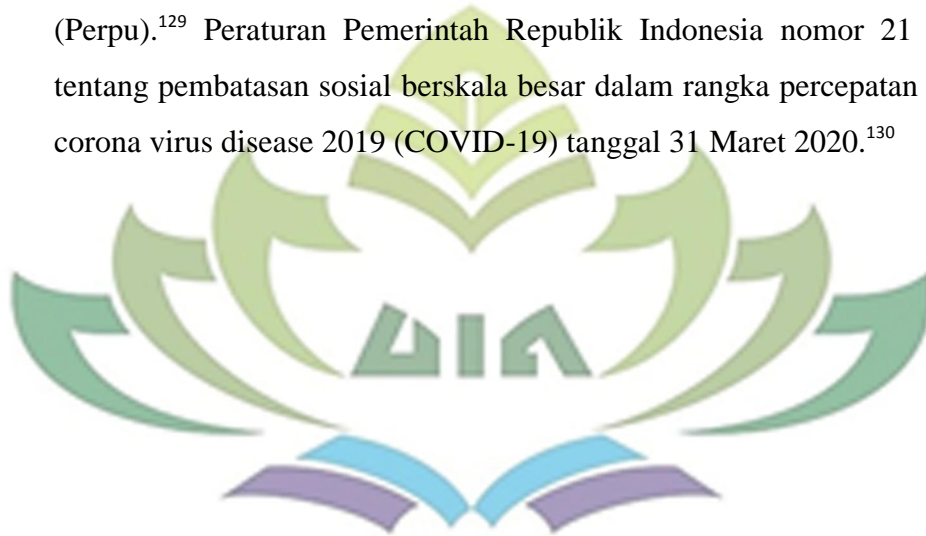 (Perpu).129 Peraturan Pemerintah Republik Indonesia nomor 21
tentang pembatasan sosial berskala besar dalam rangka percepatan
corona virus disease 2019 (COVID-19) tanggal 31 Maret 2020.130
UIN